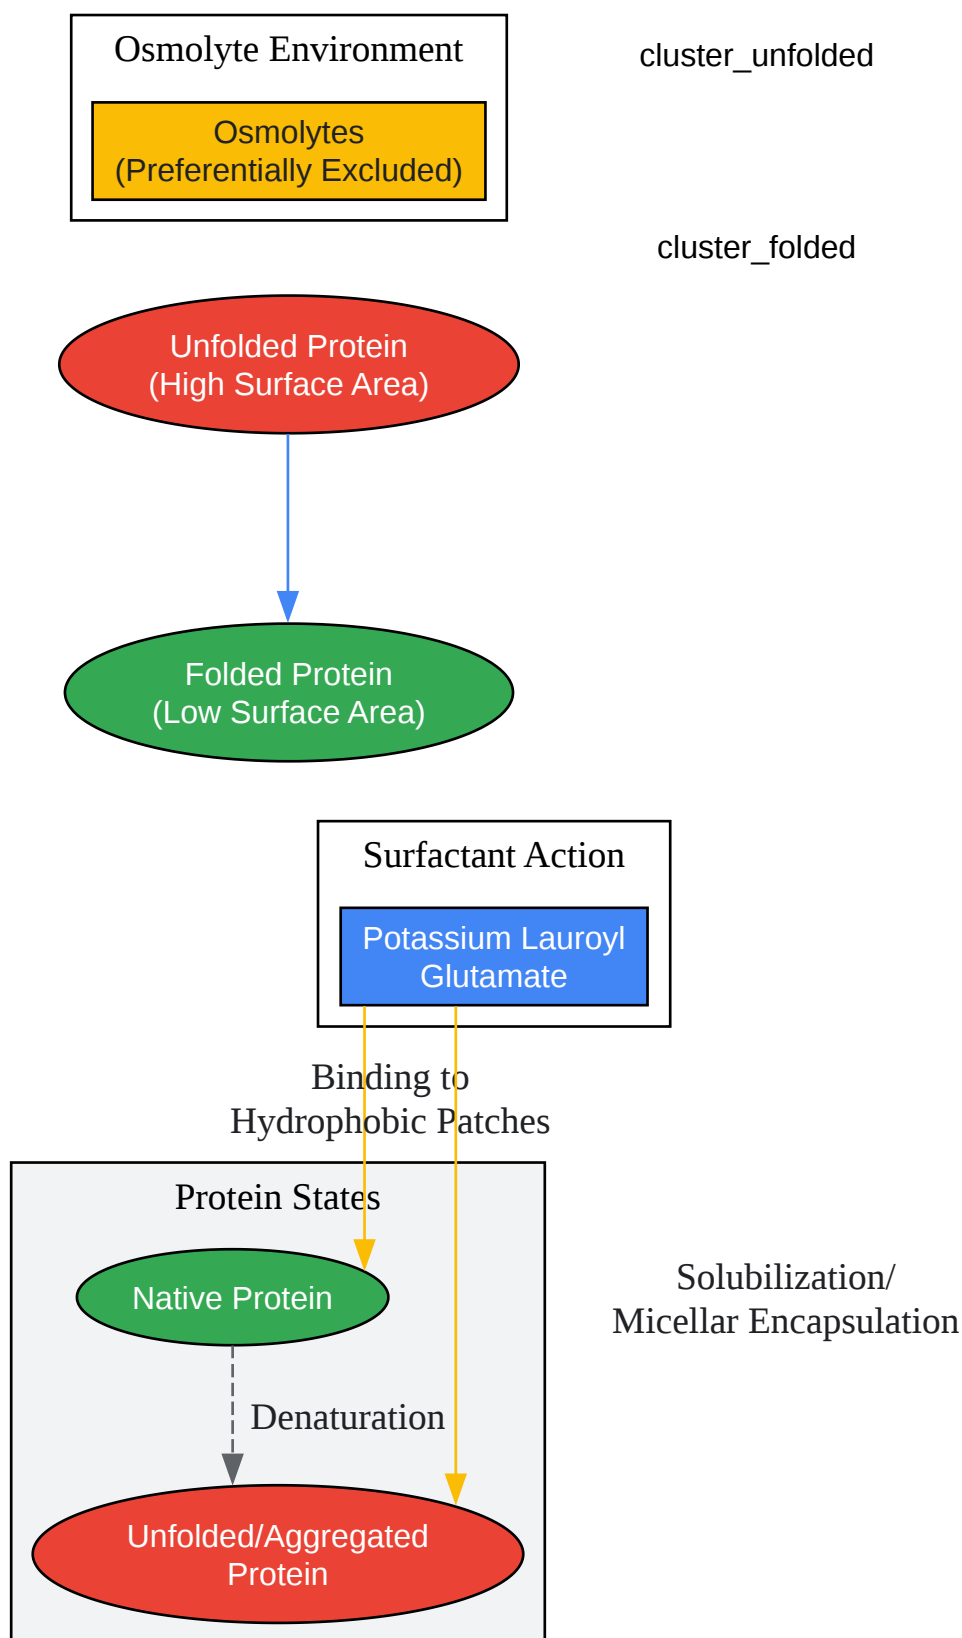 Osmolyte Environment
cluster_unfolded
Osmolytes
(Preferentially Excluded)
cluster_folded
Unfolded Protein
(High Surface Area)
Folded Protein
(Low Surface Area)
Surfactant Action
Potassium Lauroyl
Glutamate
Binding to
Hydrophobic Patches
Protein States
Native Protein
Solubilization/
Micellar Encapsulation
Denaturation
Unfolded/Aggregated
Protein